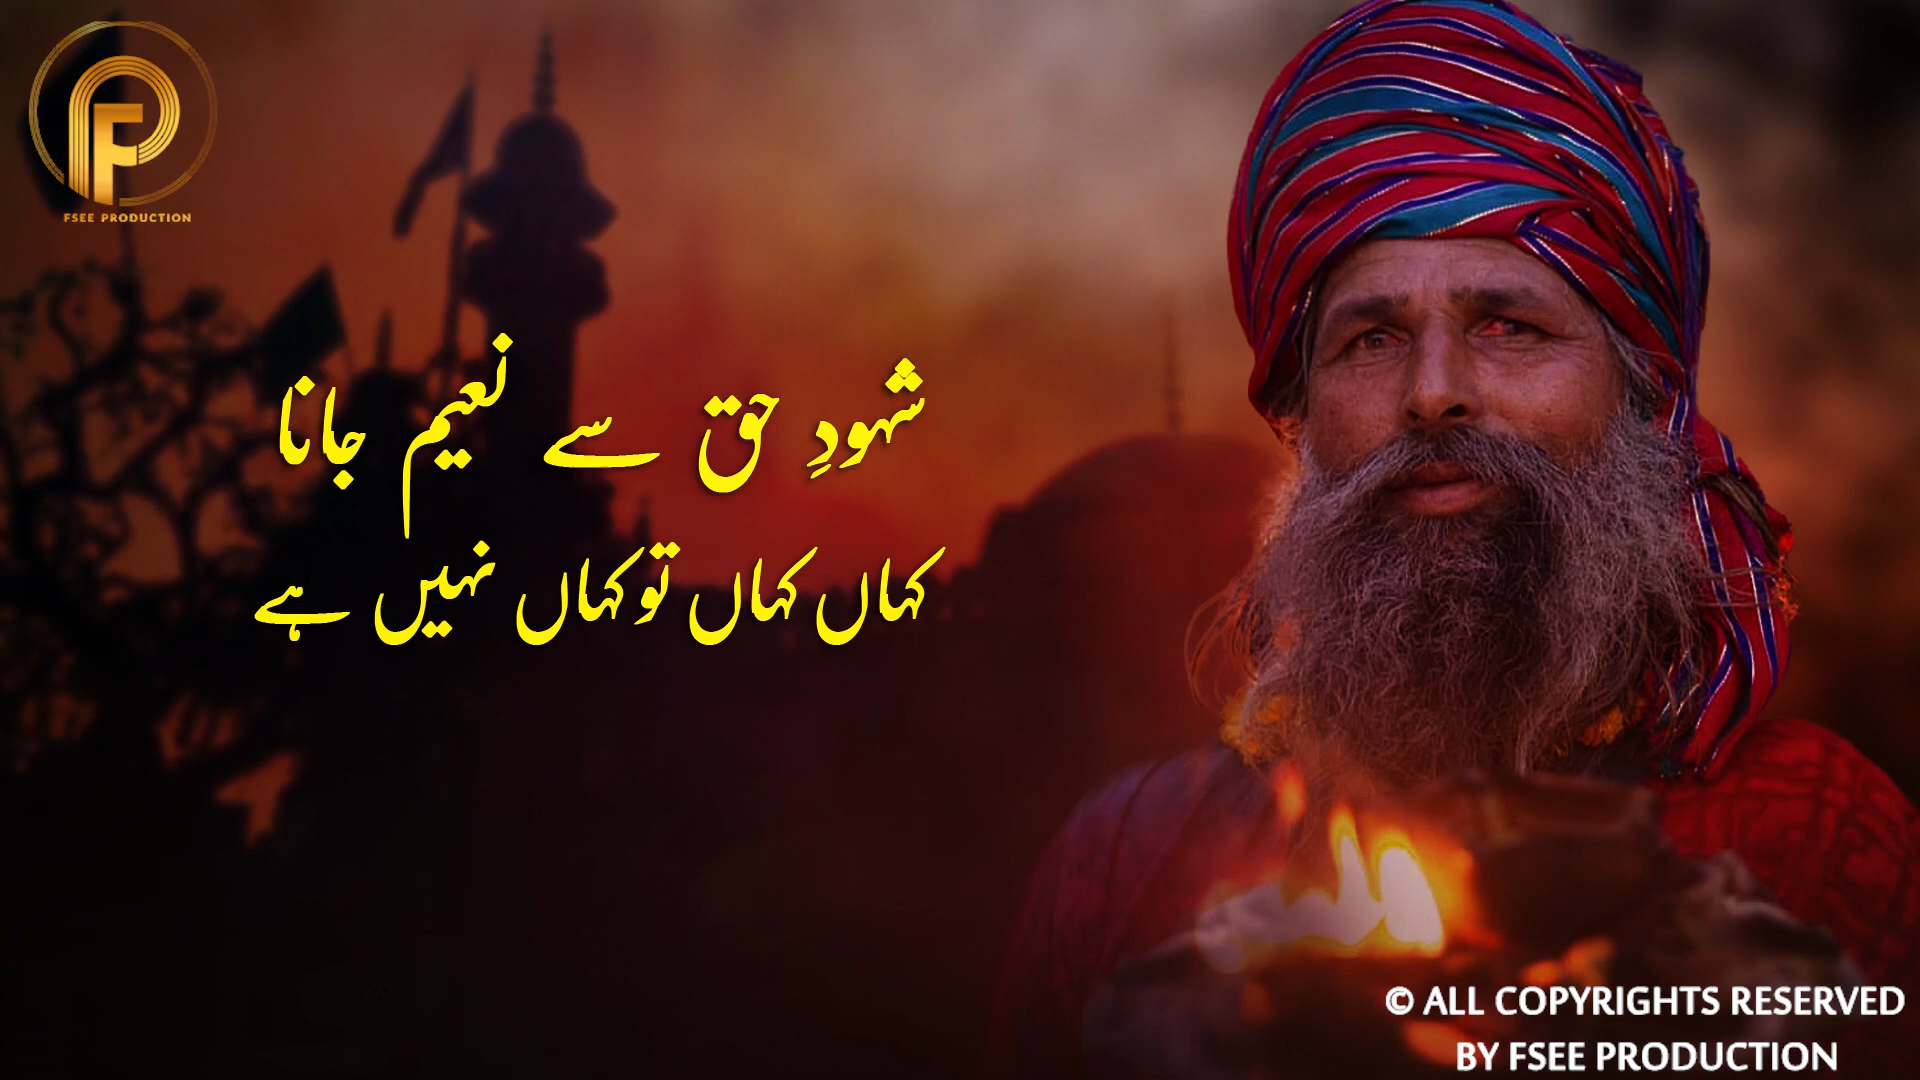 FSEE PRODUCTION
شہودِ حق سے نعیم جانا
کہاں کہاں تو کہاں نہیں ہے
© ALL COPYRIGHTS RESERVED
BY FSEE PRODUCTION